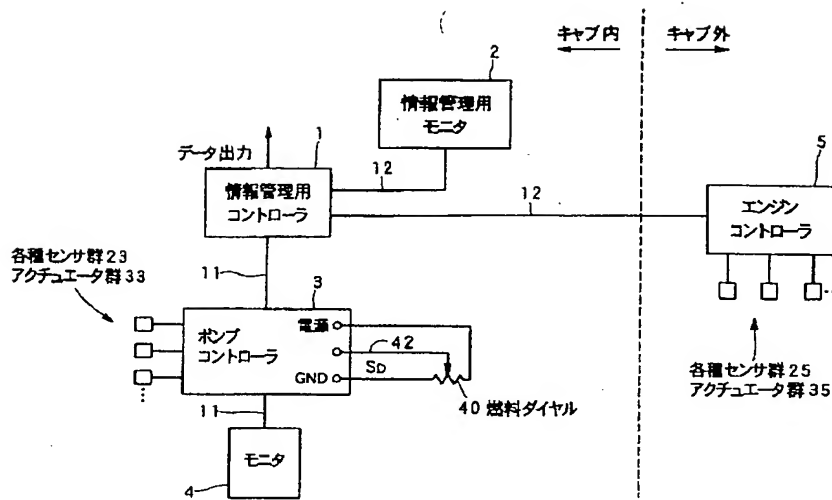 キャブ内
キャブ外
2
情報管理用
モニタ
データ出力
1
12
情報管理用
コントローラ
12
5
エンジン
コントローラ
各種センサ群23
アクチュエータ群33
11
3
ポンプ
コントローラ
電源
42
SD
GND
40 燃料ダイヤル
各種センサ群25
アクチュエータ群35
11
モニタ
4